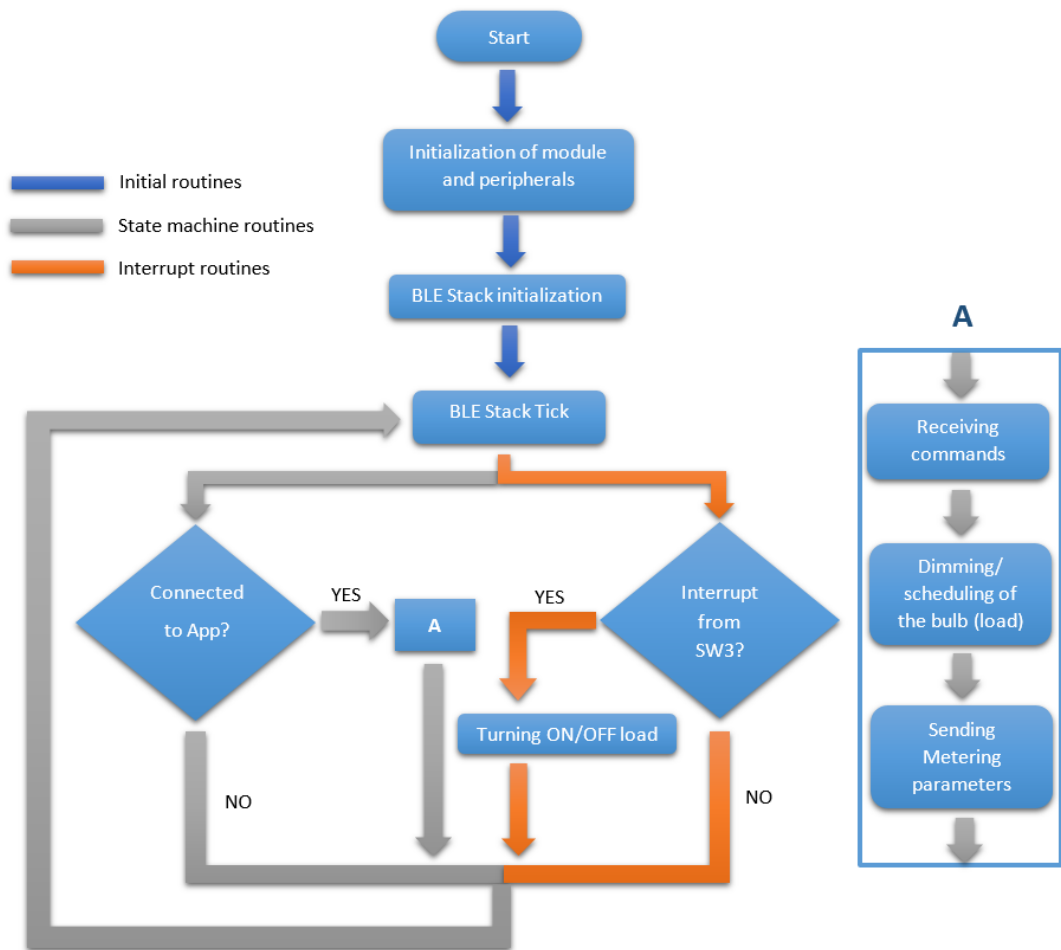 Start
Initialization of module
and peripherals
Initial routines
State machine routines
Interrupt routines
BLE Stack initialization
BLE Stack Tick
Connected
to App?
YES
A
YES
Interrupt
from
SW3?
Turning ON/OFF load
NO
NO
A
Receiving
commands
Dimming/
scheduling of
the bulb (load)
Sending
Metering
parameters